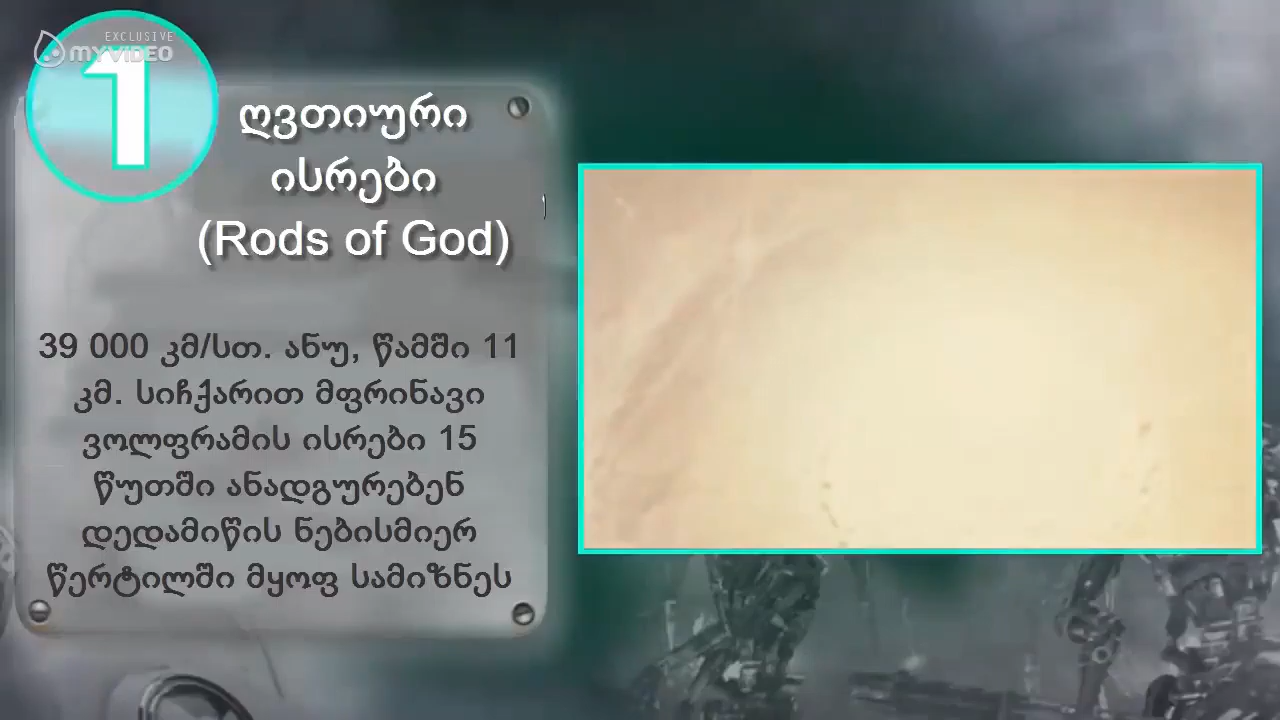 EXCLUSIVE
MYVIDEO
1
ღვთიური
ისრები
(Rods of God)
39 000 კმ/სთ. ანუ, წამში 11
კმ. სიჩქარით მფრინავი
ვოლფრამის ისრები 15
წუთში ანადგურებენ
დედამიწის ნებისმიერ
წერტილში მყოფ სამიზნეს